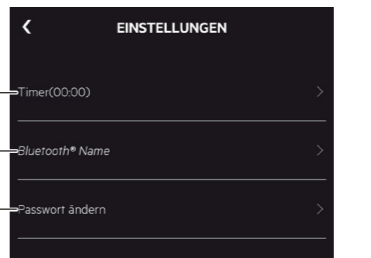 EINSTELLUNGEN
Timer(00:00)
Bluetooth® Name
Passwort ändern